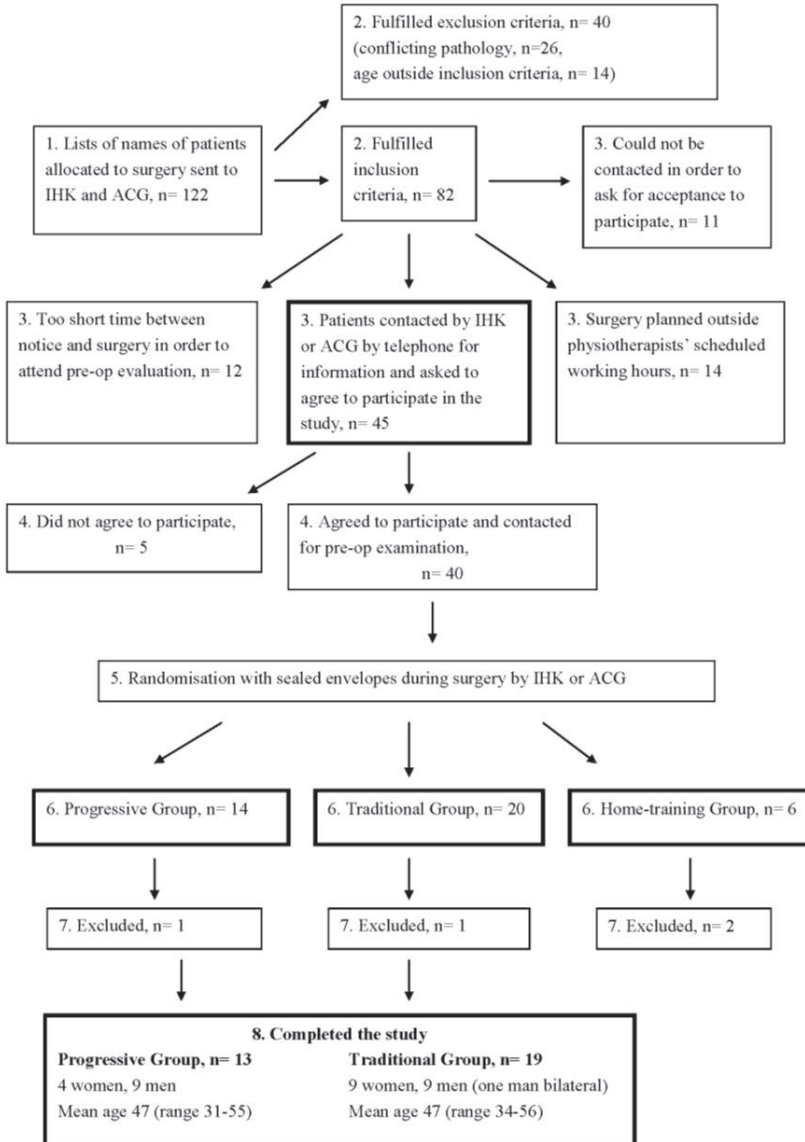 2. Fulfilled exclusion criteria, n= 40
(conflicting pathology, n=26,
age outside inclusion criteria, n= 14)
1. Lists of names of patients
allocated to surgery sent to
IHK and ACG, n= 122
2. Fulfilled
inclusion
criteria, n= 82
3. Could not be
contacted in order to
ask for acceptance to
participate, n= 11
3. Too short time between
notice and surgery in order to
attend pre-op evaluation, n= 12
3. Patients contacted by IHK
or ACG by telephone for
information and asked to
agree to participate in the
study, n= 45
3. Surgery planned outside
physiotherapists’ scheduled
working hours, n= 14
4. Did not agree to participate,
n= 5
4. Agreed to participate and contacted
for pre-op examination,
n= 40
5. Randomisation with sealed envelopes during surgery by IHK or ACG
6. Progressive Group, n= 14
6. Traditional Group, n= 20
6. Home-training Group, n= 6
7. Excluded, n= 1
7. Excluded, n= 1
7. Excluded, n= 2
8. Completed the study
Progressive Group, n= 13
4 women, 9 men
Mean age 47 (range 31-55)
Traditional Group, n= 19
9 women, 9 men (one man bilateral)
Mean age 47 (range 34-56)